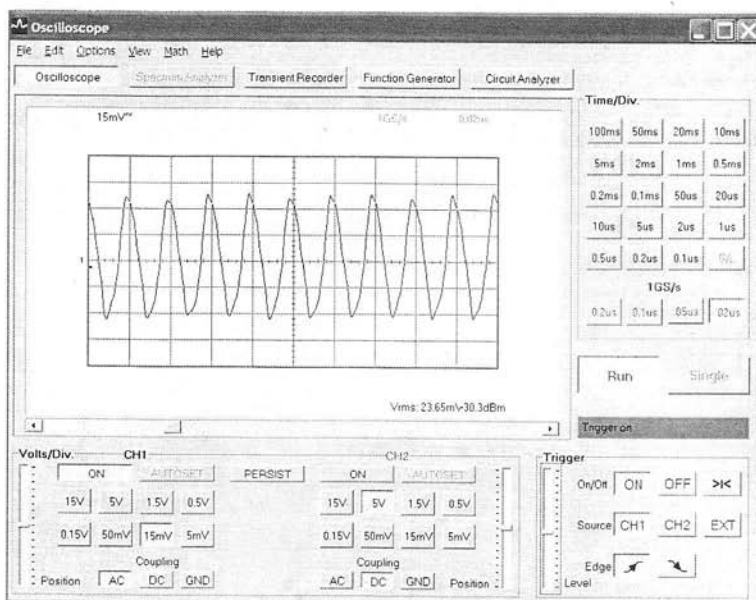 Oscilloscope
File Edit Options View Math Help
Oscilloscope Spectrum Analyzer Transient Recorder Function Generator Circuit Analyzer
15mV~ 1GS/s 0.02us
1
Vrms: 23.65mV-30.3dBm
Time/Div.
100ms 50ms 20ms 10ms
5ms 2ms 1ms 0.5ms
0.2ms 0.1ms 50us 20us
10us 5us 2us 1us
0.5us 0.2us 0.1us
1GS/s
0.2us 0.1us .05us .02us
Run Single
Trigger on
Volts/Div. CH1 CH2
ON AUTOSET PERSIST ON AUTOSET
15V 5V 1.5V 0.5V 15V 5V 1.5V 0.5V
0.15V 50mV 15mV 5mV 0.15V 50mV 15mV 5mV
Coupling Coupling
Position AC DC GND AC DC GND Position
Trigger
On/Off ON OFF >I<
Source CH1 CH2 EXT
Edge
Level